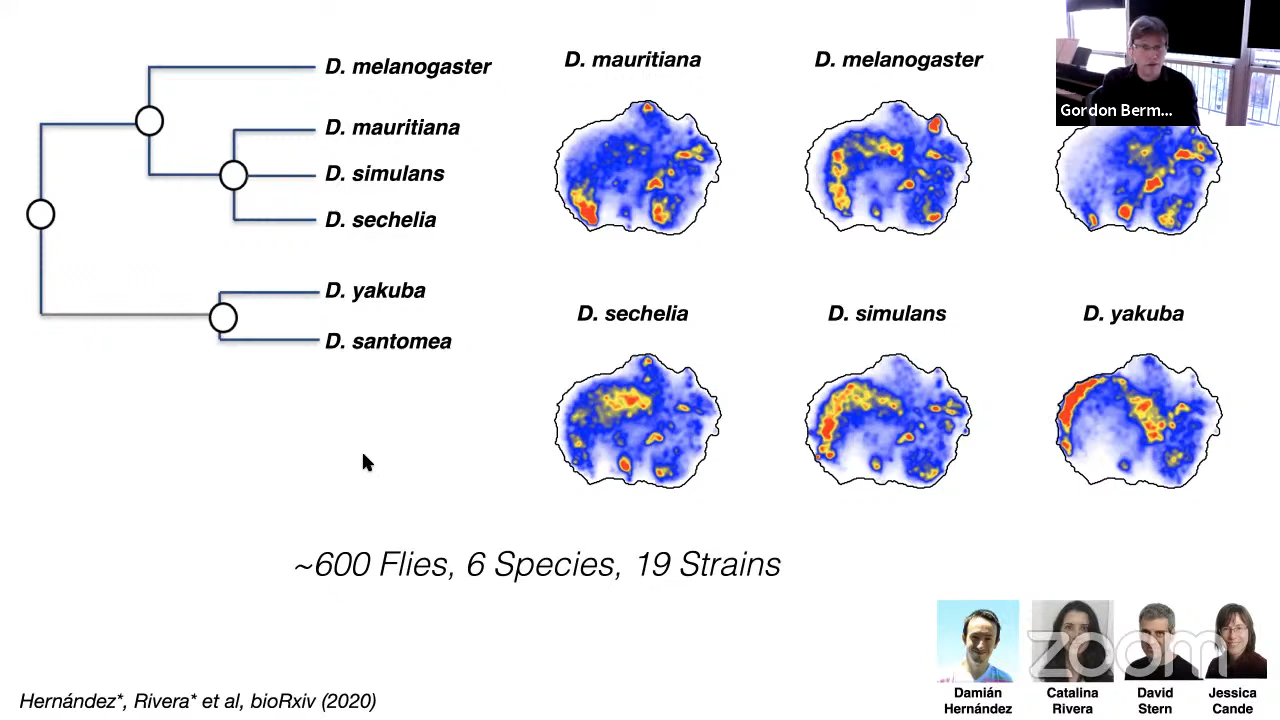 D. melanogaster
D. mauritiana
D. simulans
D. sechelia
D. yakuba
D. santomea
D. mauritiana
D. melanogaster
Gordon Berm...
D. sechelia
D. simulans
D. yakuba
~600 Flies, 6 Species, 19 Strains
zoom
Damián
Hernández
Catalina
Rivera
David
Stern
Jessica
Cande
Hernández*, Rivera* et al, bioRxiv (2020)